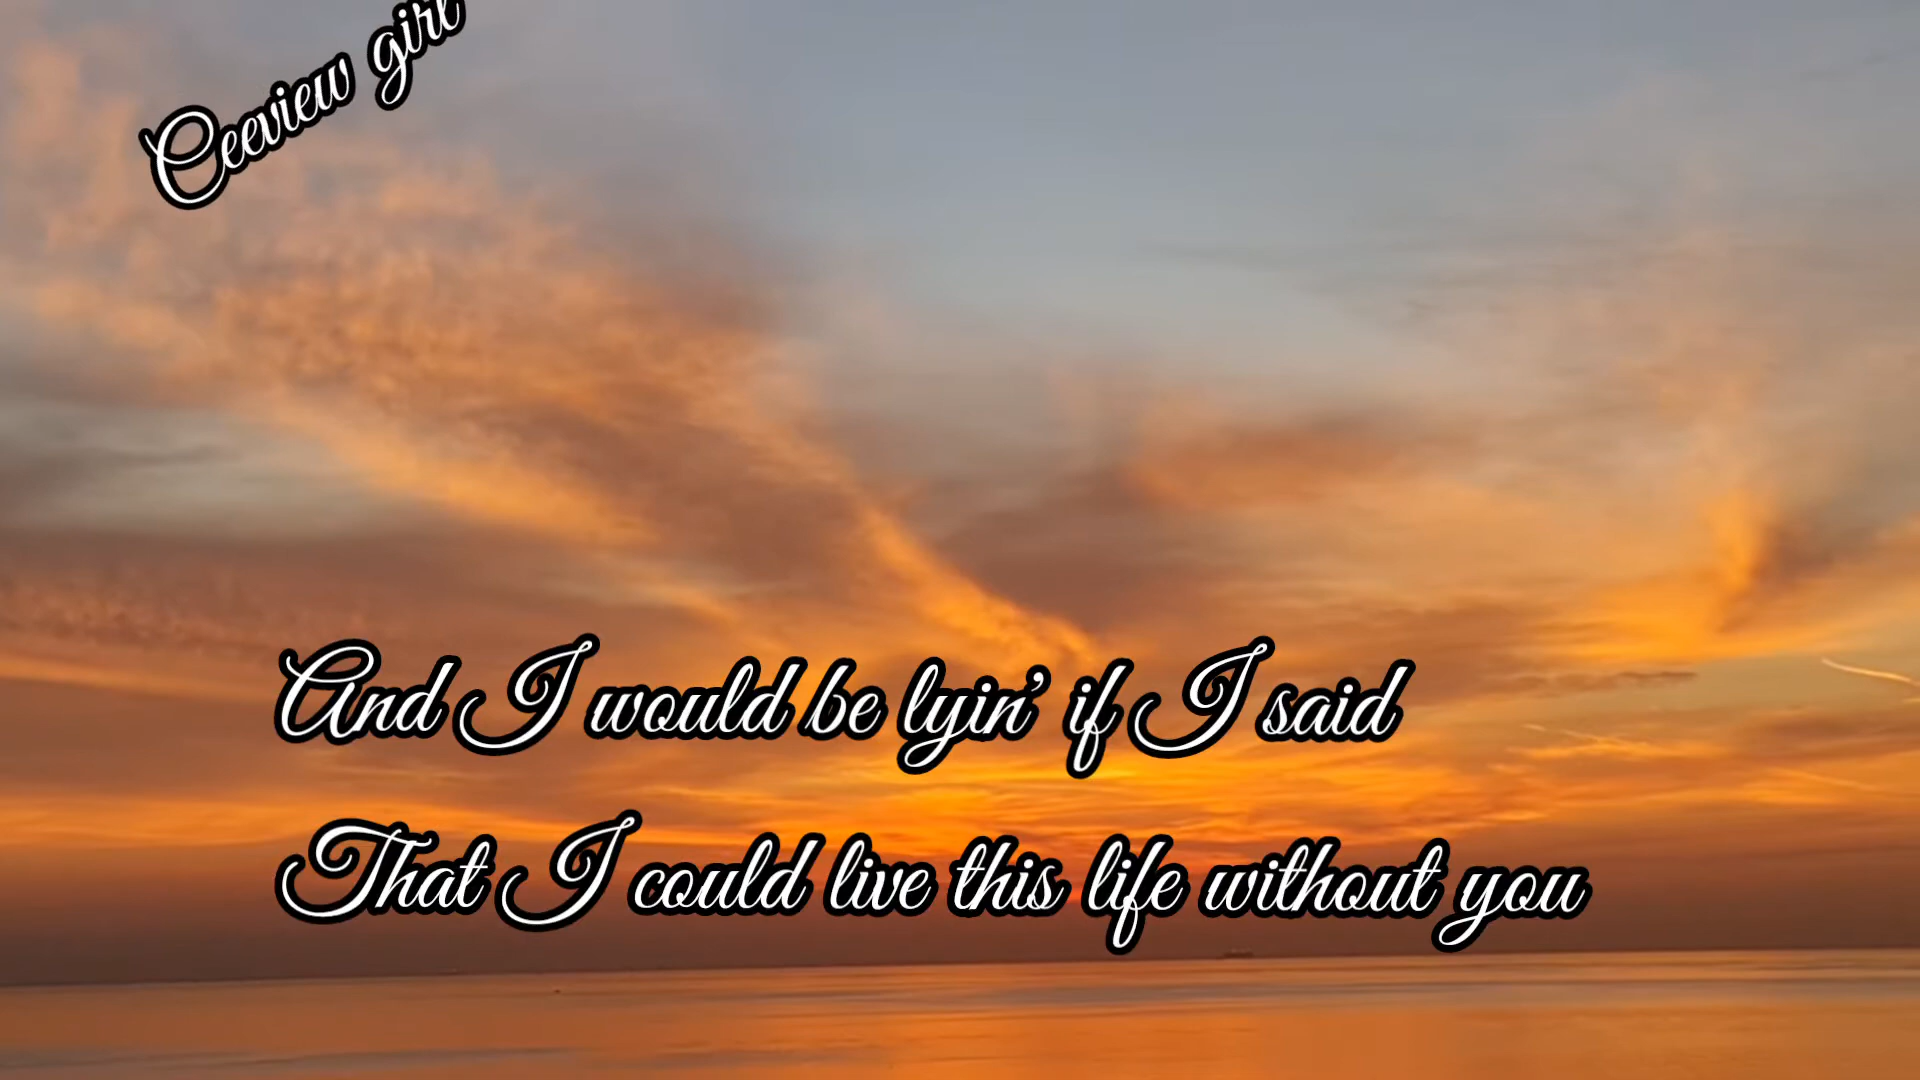 Ceeview girl
And I would be lyin' if I said
That I could live this life without you